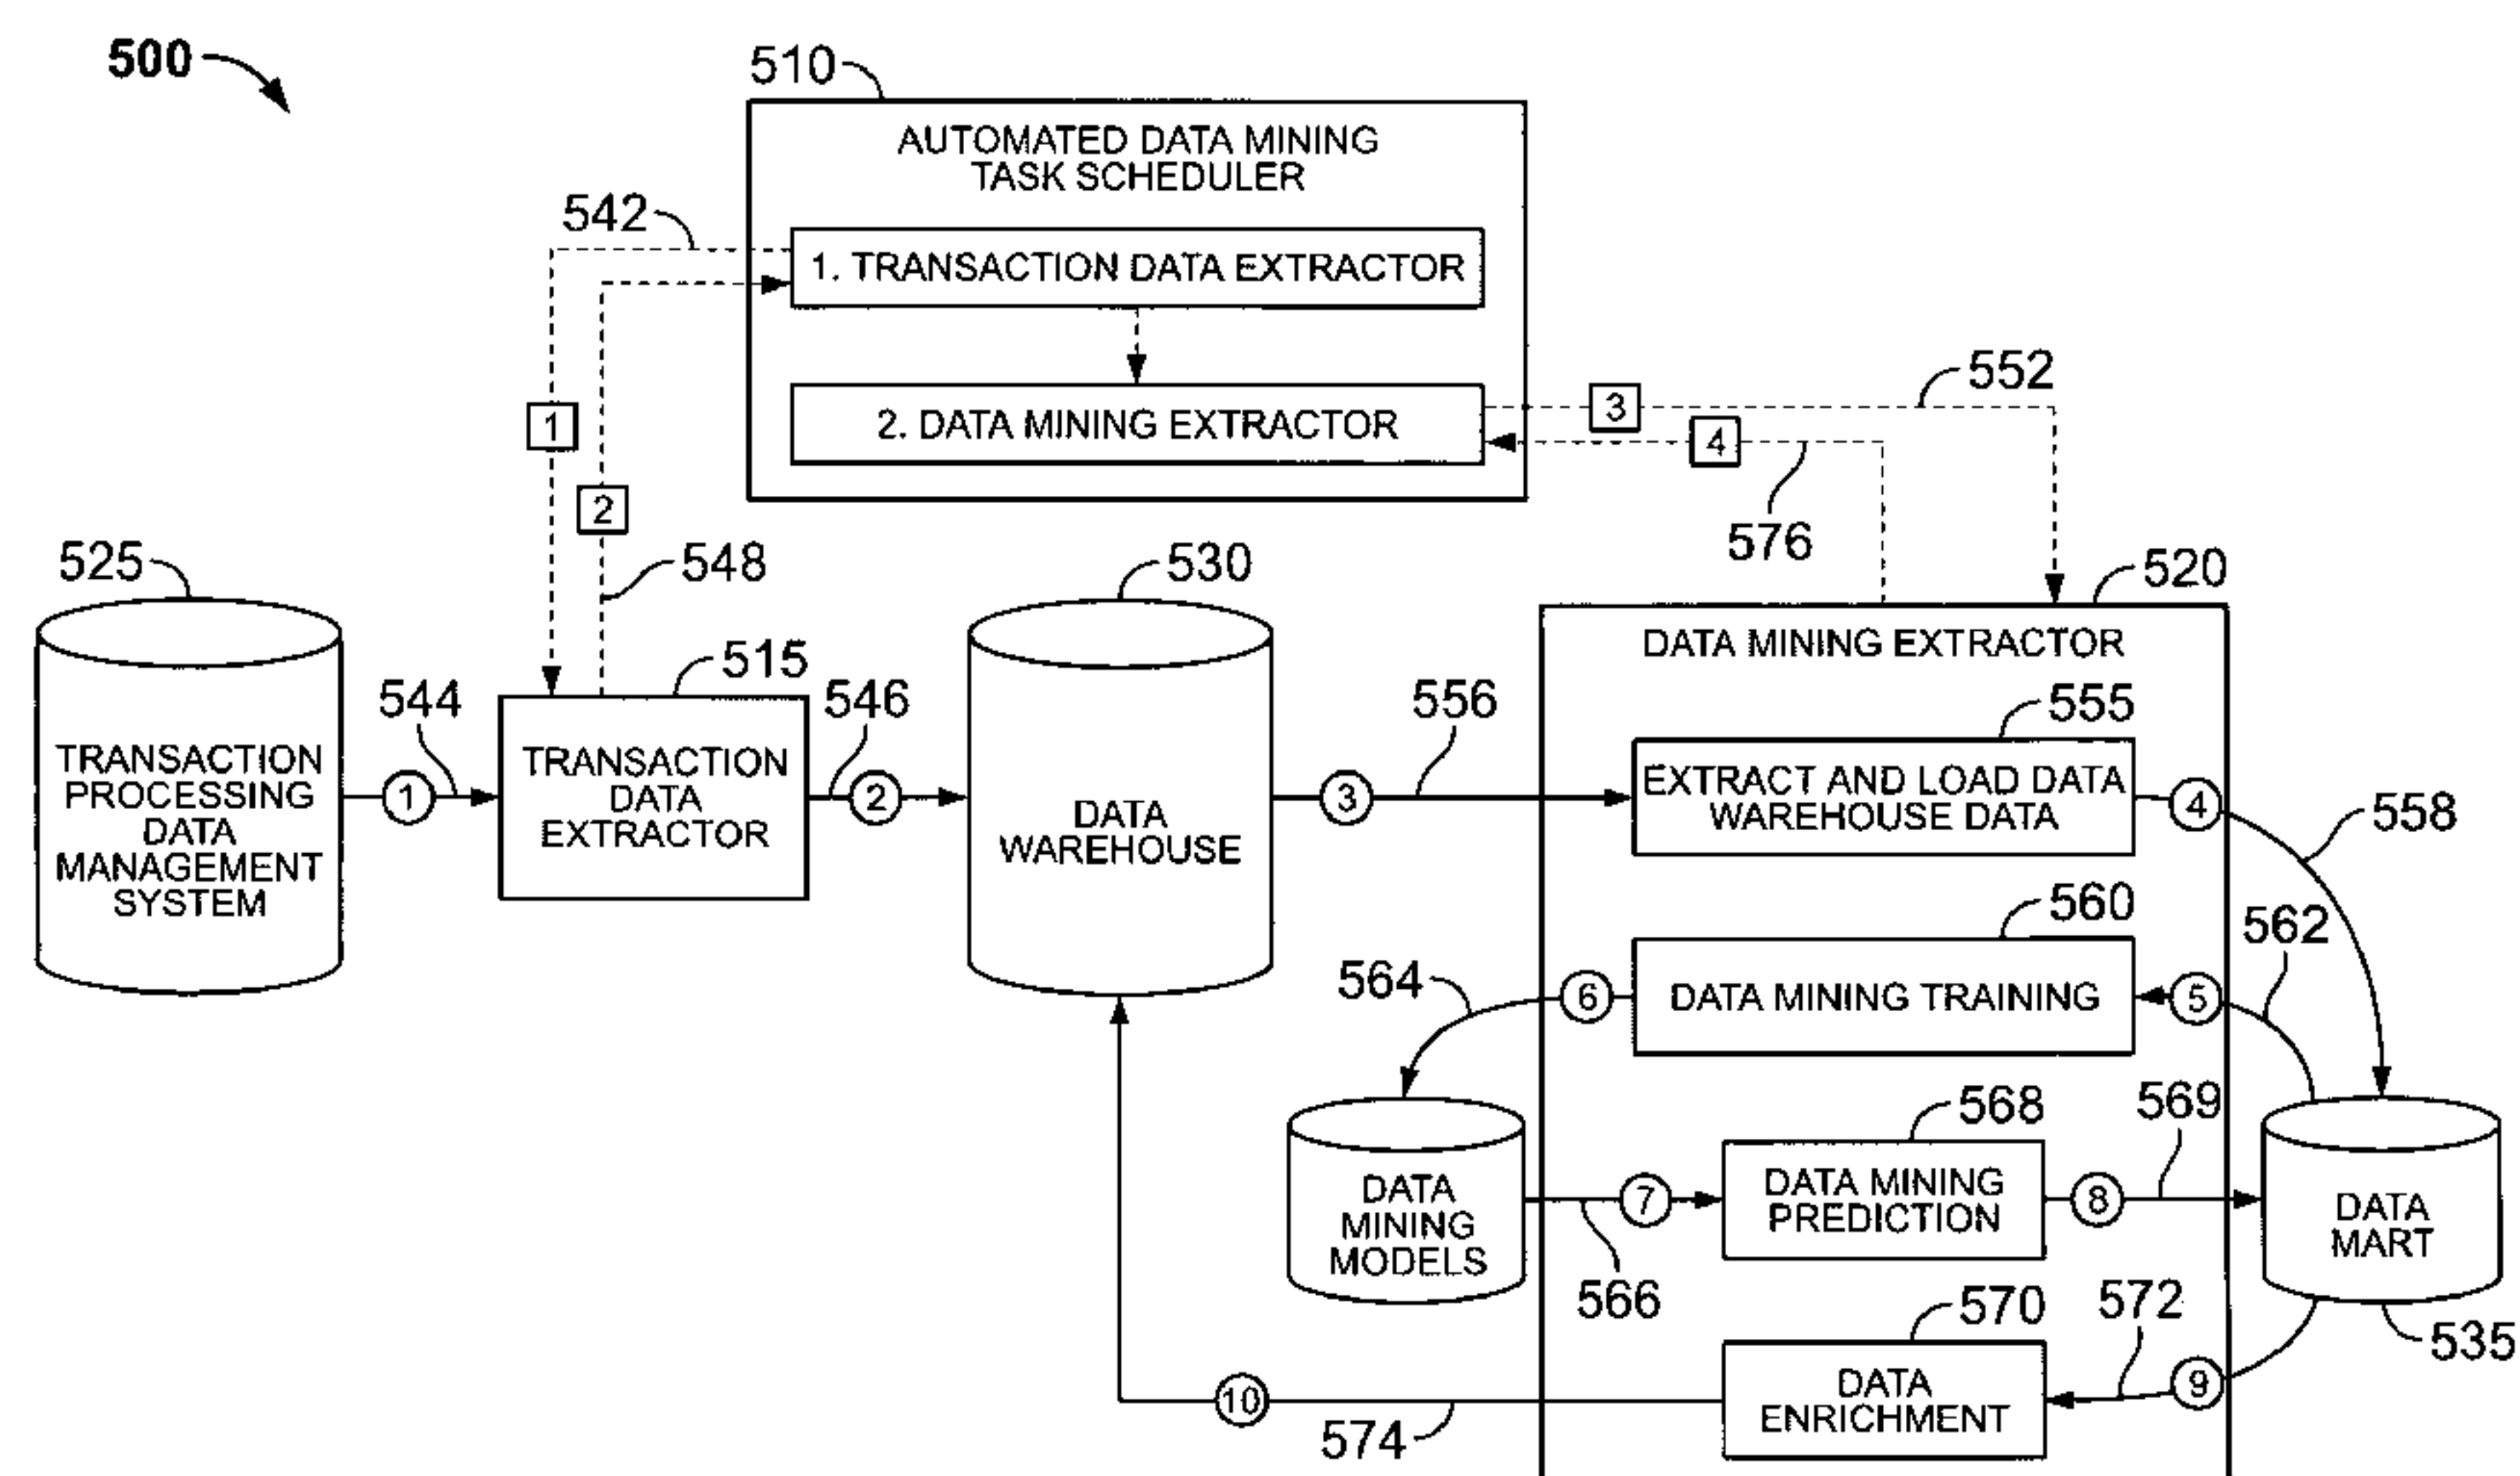 500
510
AUTOMATED DATA MINING
TASK SCHEDULER
542
1. TRANSACTION DATA EXTRACTOR
2. DATA MINING EXTRACTOR
3
552
1
4
2
576
525
548
530
520
TRANSACTION
PROCESSING
DATA
MANAGEMENT
SYSTEM
544
1
515
TRANSACTION
DATA
EXTRACTOR
546
2
DATA
WAREHOUSE
556
3
DATA MINING EXTRACTOR
555
EXTRACT AND LOAD DATA
WAREHOUSE DATA
4
558
560
562
564
6
DATA MINING TRAINING
5
568
569
DATA
MINING
MODELS
7
566
DATA MINING
PREDICTION
8
DATA
MART
570
572
535
10
574
DATA
ENRICHMENT
9